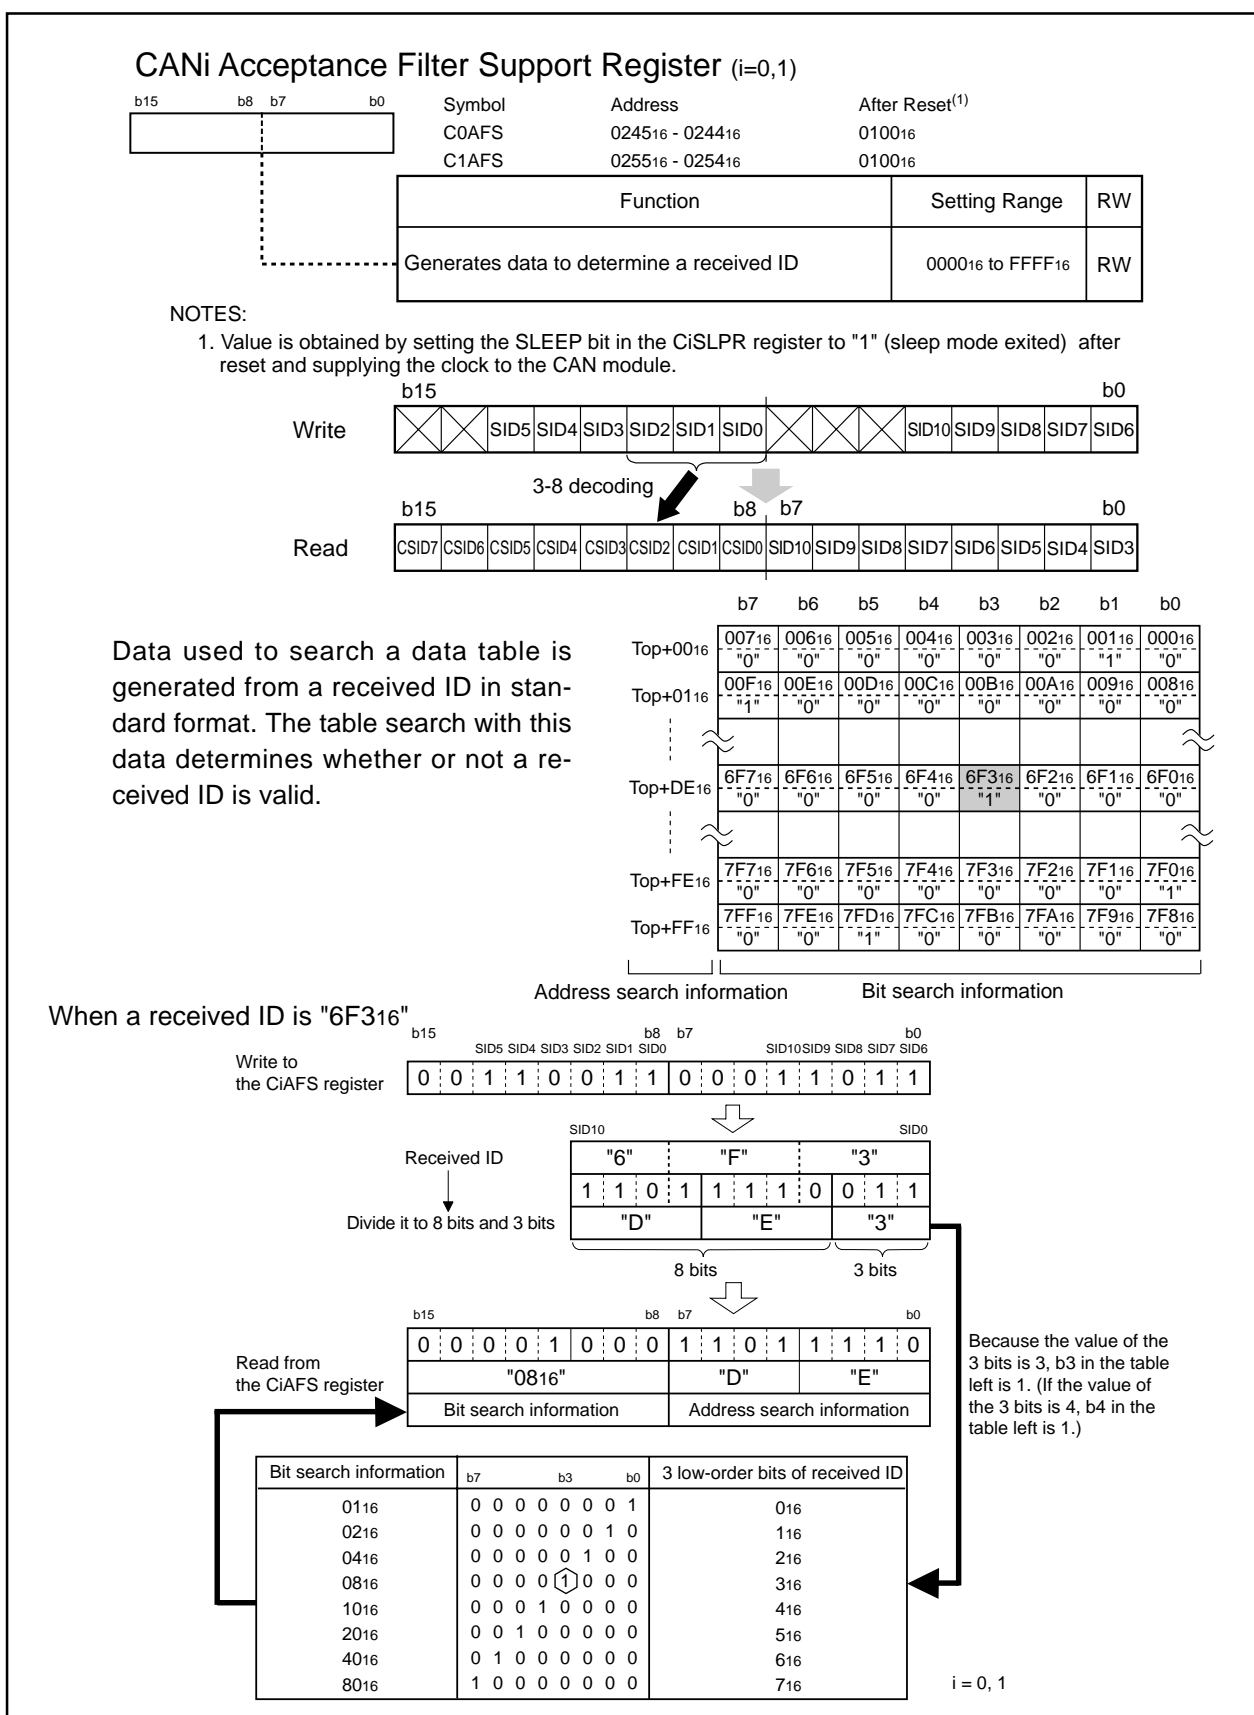 CANi Acceptance Filter Support Register (i=0,1)
b15 b8 b7 b0
Symbol Address After Reset(1)
C0AFS 024516 - 024416 010016
C1AFS 025516 - 025416 010016
Function Setting Range RW
Generates data to determine a received ID 000016 to FFFF16 RW
NOTES:
1. Value is obtained by setting the SLEEP bit in the CiSLPR register to "1" (sleep mode exited) after
reset and supplying the clock to the CAN module.
b15 b0
Write SID5 SID4 SID3 SID2 SID1 SID0 SID10 SID9 SID8 SID7 SID6
3-8 decoding
b15 b8 b7 b0
Read CSID7 CSID6 CSID5 CSID4 CSID3 CSID2 CSID1 CSID0 SID10 SID9 SID8 SID7 SID6 SID5 SID4 SID3
b7 b6 b5 b4 b3 b2 b1 b0
Top+0016 00716 00616 00516 00416 00316 00216 00116 00016
"0" "0" "0" "0" "0" "0" "1" "0"
Top+0116 00F16 00E16 00D16 00C16 00B16 00A16 00916 00816
"1" "0" "0" "0" "0" "0" "0" "0"
Top+DE16 6F716 6F616 6F516 6F416 6F316 6F216 6F116 6F016
"0" "0" "0" "0" "1" "0" "0" "0"
Top+FE16 7F716 7F616 7F516 7F416 7F316 7F216 7F116 7F016
"0" "0" "0" "0" "0" "0" "0" "1"
Top+FF16 7FF16 7FE16 7FD16 7FC16 7FB16 7FA16 7F916 7F816
"0" "0" "1" "0" "0" "0" "0" "0"
Address search information Bit search information
Data used to search a data table is
generated from a received ID in stan-
dard format. The table search with this
data determines whether or not a re-
ceived ID is valid.
When a received ID is "6F316"
b15 b8 b7 b0
SID5 SID4 SID3 SID2 SID1 SID0 SID10 SID9 SID8 SID7 SID6
Write to
the CiAFS register
0 0 1 1 0 0 1 1 0 0 0 1 1 0 1 1
SID10 SID0
Received ID "6" "F" "3"
1 1 0 1 1 1 1 0 0 1 1
Divide it to 8 bits and 3 bits "D" "E" "3"
8 bits 3 bits
b15 b8 b7 b0
0 0 0 0 1 0 0 0 1 1 0 1 1 1 1 0
Read from
the CiAFS register
"0816" "D" "E"
Bit search information Address search information
Because the value of the
3 bits is 3, b3 in the table
left is 1. (If the value of
the 3 bits is 4, b4 in the
table left is 1.)
Bit search information b7 b3 b0 3 low-order bits of received ID
0116 0 0 0 0 0 0 0 1 016
0216 0 0 0 0 0 0 1 0 116
0416 0 0 0 0 0 1 0 0 216
0816 0 0 0 0 1 0 0 0 316
1016 0 0 0 1 0 0 0 0 416
2016 0 0 1 0 0 0 0 0 516
4016 0 1 0 0 0 0 0 0 616
8016 1 0 0 0 0 0 0 0 716
i = 0, 1